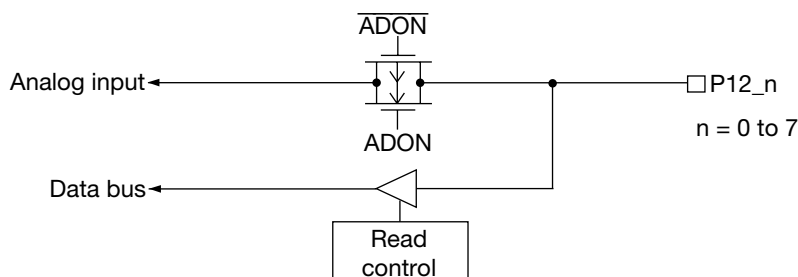 ADON
Analog input
P12_n
n = 0 to 7
ADON
Data bus
Read
control